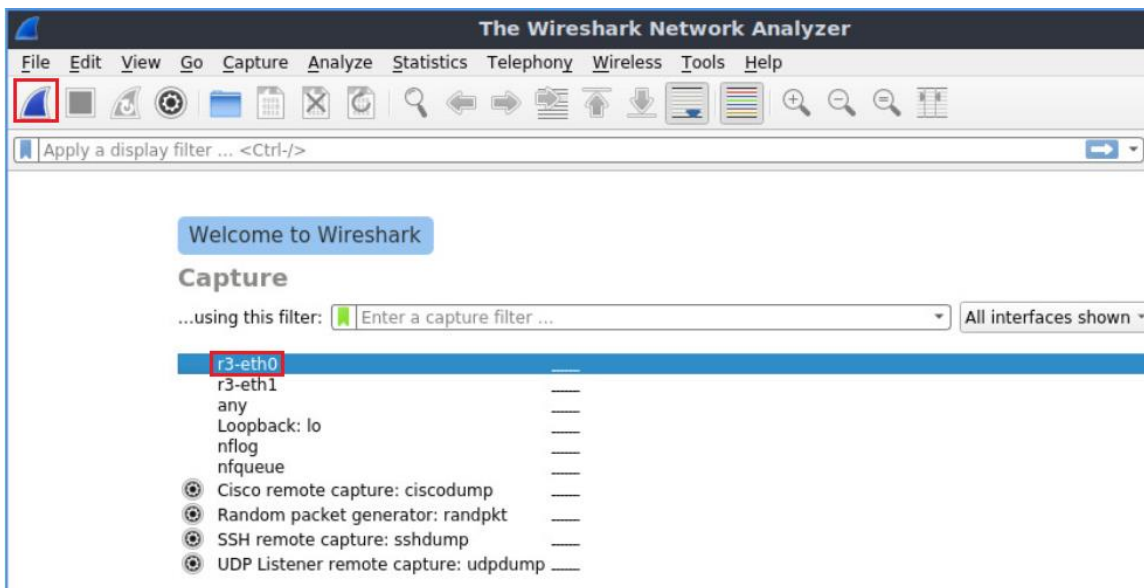 The Wireshark Network Analyzer
File Edit View Go Capture Analyze Statistics Telephony Wireless Tools Help
Apply a display filter ... <Ctrl-/>
Welcome to Wireshark
Capture
...using this filter: Enter a capture filter ... All interfaces shown
r3-eth0
r3-eth1
any
Loopback: lo
nflog
nfqueue
Cisco remote capture: ciscodump
Random packet generator: randpkt
SSH remote capture: sshdump
UDP Listener remote capture: udpdump